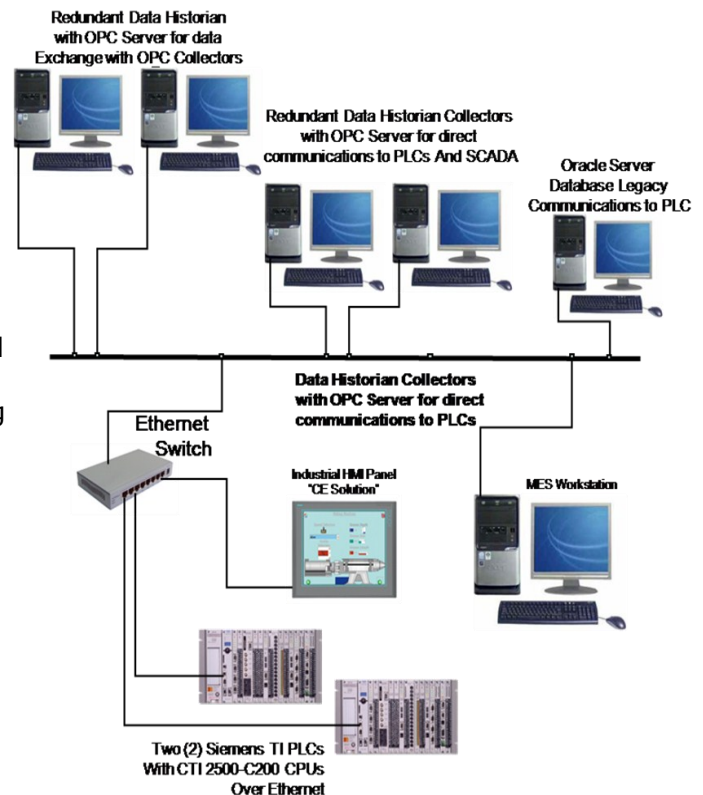 Redundant Data Historian
with OPC Server for data
Exchange with OPC Collectors
Redundant Data Historian Collectors
with OPC Server for direct
communications to PLCs And SCADA
Oracle Server
Database Legacy
Communications to PLC
Data Historian Collectors
with OPC Server for direct
communications to PLCs
Ethernet
Switch
Industrial HMI Panel
"CE Solution"
MES Workstation
Two (2) Siemens TI PLCs
With CTI 2500-C200 CPUs
Over Ethernet